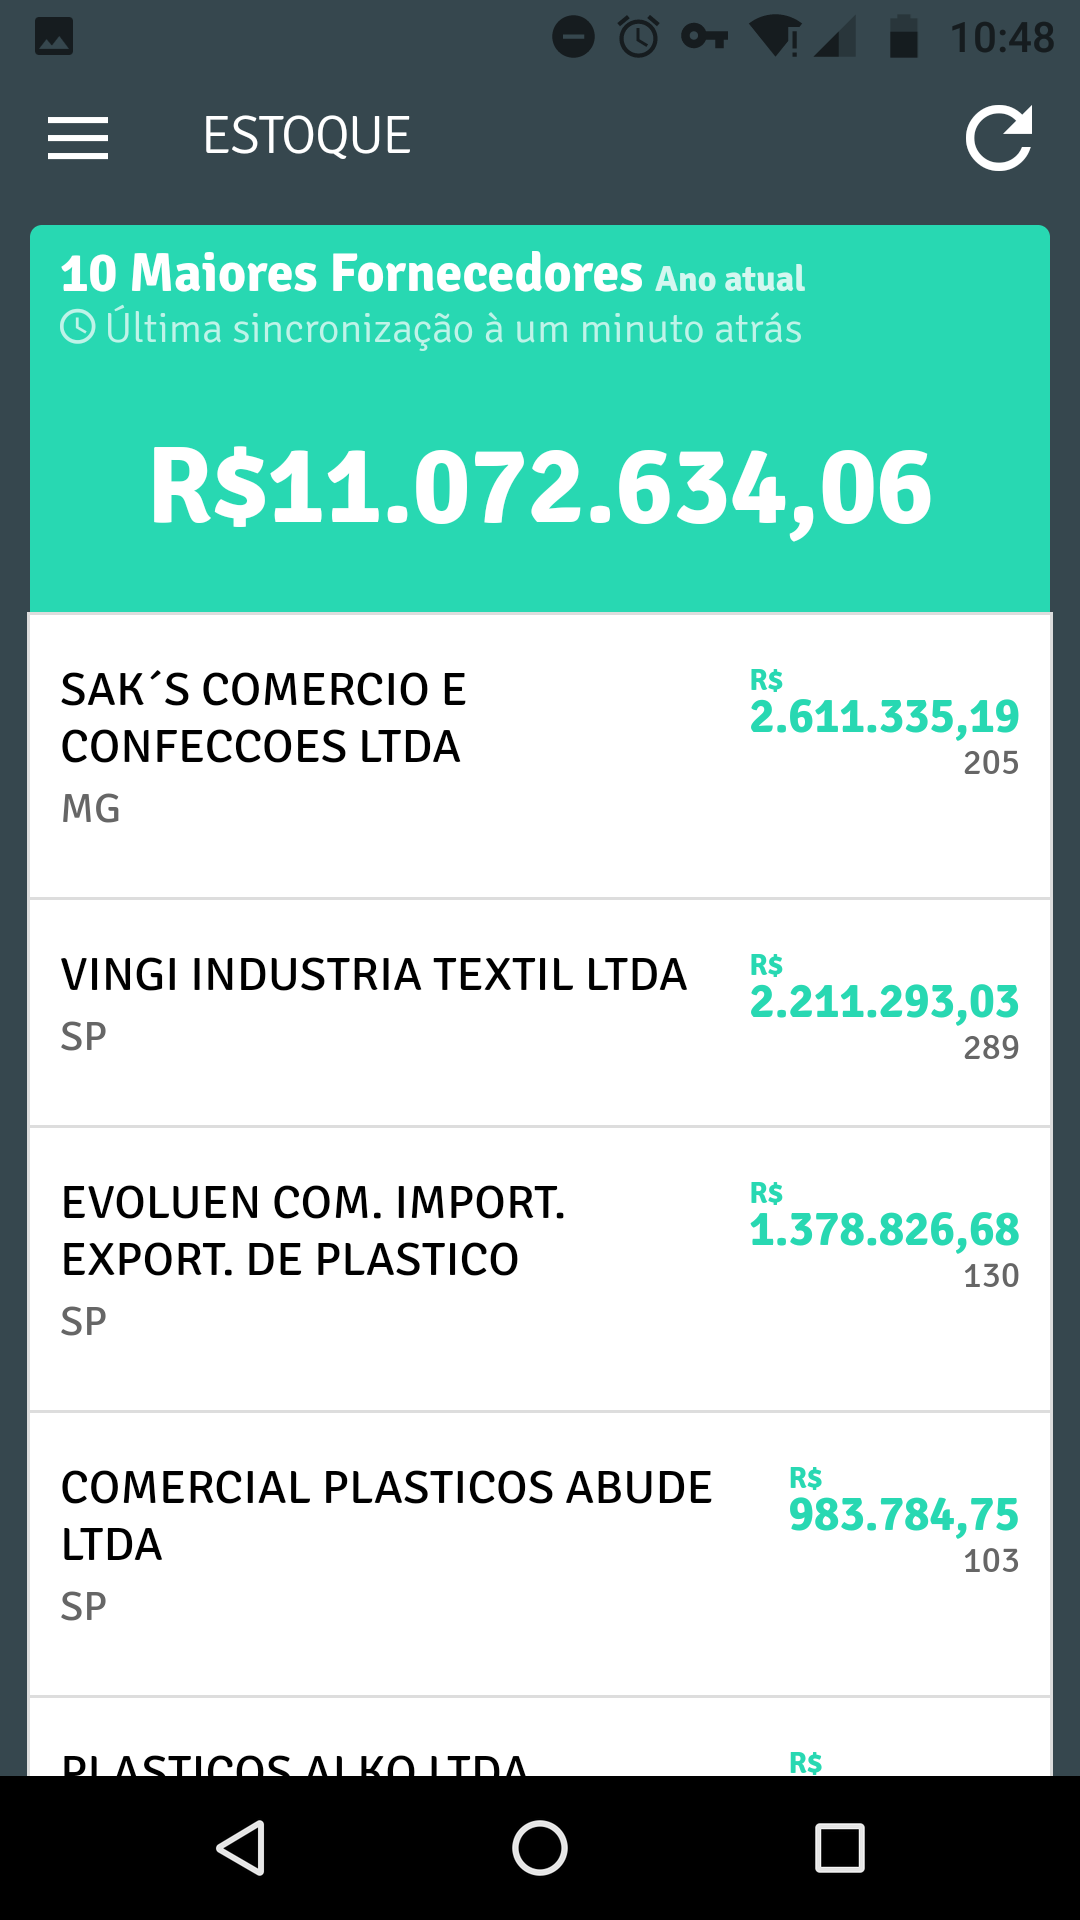 10:48
ESTOQUE
10 Maiores Fornecedores Ano atual
Última sincronização à um minuto atrás
R$11.072.634,06
SAK´S COMERCIO E
CONFECCOES LTDA
MG
R$
2.611.335,19
205
VINGI INDUSTRIA TEXTIL LTDA
SP
R$
2.211.293,03
289
EVOLUEN COM. IMPORT.
EXPORT. DE PLASTICO
SP
R$
1.378.826,68
130
COMERCIAL PLASTICOS ABUDE
LTDA
SP
R$
983.784,75
103
PLASTICOS ALKO LTDA
R$